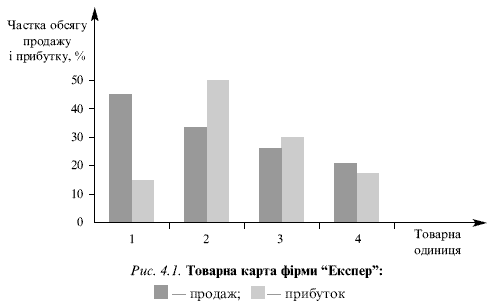 Частка обсягу
продажу
і прибутку, %
50
40
30
20
10
0
1 2 3 4 Товарна
одиниця
Рис. 4.1. Товарна карта фірми “Експер”:
— продаж; — прибуток